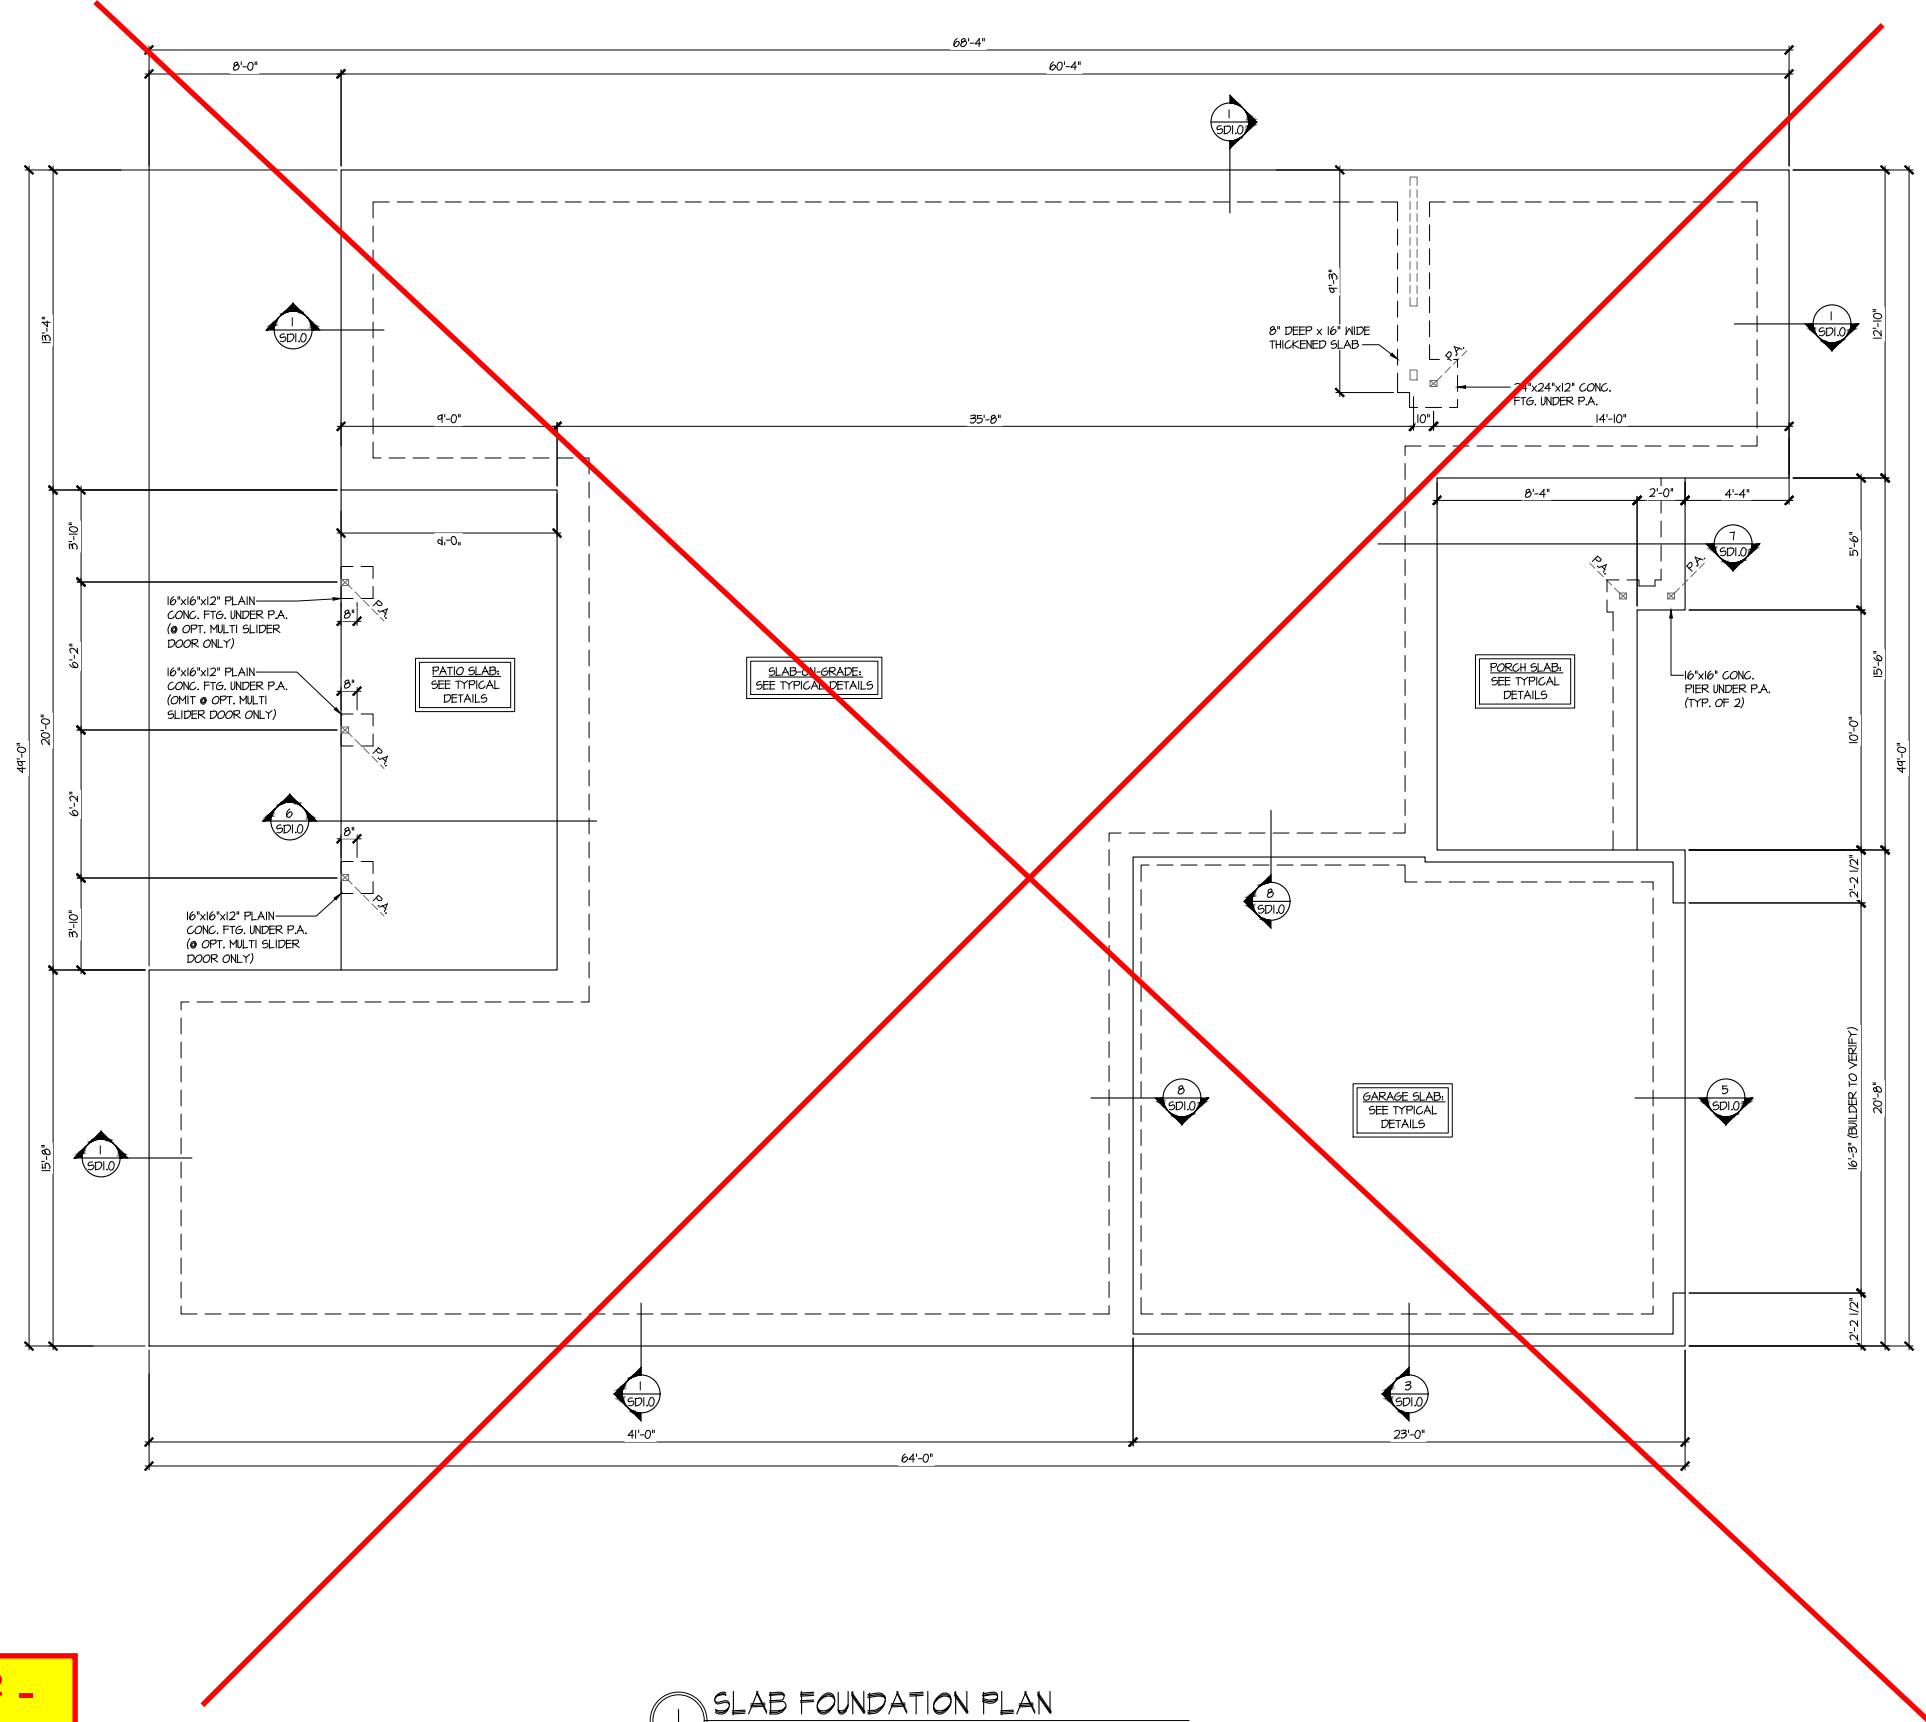 68'-4"
8'-0"
60'-4"
1
SD1.0
13'-4"
1
SD1.0
9'-3"
8" DEEP x 16" WIDE
THICKENED SLAB
P.A.
24"x24"x12" CONC.
FTG. UNDER P.A.
1
SD1.0
12'-10"
9'-0"
35'-8"
10"
14'-10"
8'-4"
2'-0"
4'-4"
3'-10"
9'-0"
7
SD1.0
5'-6"
P.A.
P.A.
16"x16"x12" PLAIN
CONC. FTG. UNDER P.A.
(@ OPT. MULTI SLIDER
DOOR ONLY)
8"
P.A.
6'-2"
16"x16"x12" PLAIN
CONC. FTG. UNDER P.A.
(OMIT @ OPT. MULTI
SLIDER DOOR ONLY)
8"
P.A.
PATIO SLAB:
SEE TYPICAL
DETAILS
SLAB-ON-GRADE:
SEE TYPICAL DETAILS
PORCH SLAB:
SEE TYPICAL
DETAILS
16"x16" CONC.
PIER UNDER P.A.
(TYP. OF 2)
15'-6"
10'-0"
49'-0"
20'-0"
49'-0"
6'-2"
6
SD1.0
8"
P.A.
3'-10"
16"x16"x12" PLAIN
CONC. FTG. UNDER P.A.
(@ OPT. MULTI SLIDER
DOOR ONLY)
8
SD1.0
2'-2 1/2"
8
SD1.0
GARAGE SLAB:
SEE TYPICAL
DETAILS
5
SD1.0
16'-3" (BUILDER TO VERIFY)
20'-8"
15'-8"
1
SD1.0
2'-2 1/2"
1
SD1.0
3
SD1.0
41'-0"
23'-0"
64'-0"
SLAB FOUNDATION PLAN
1